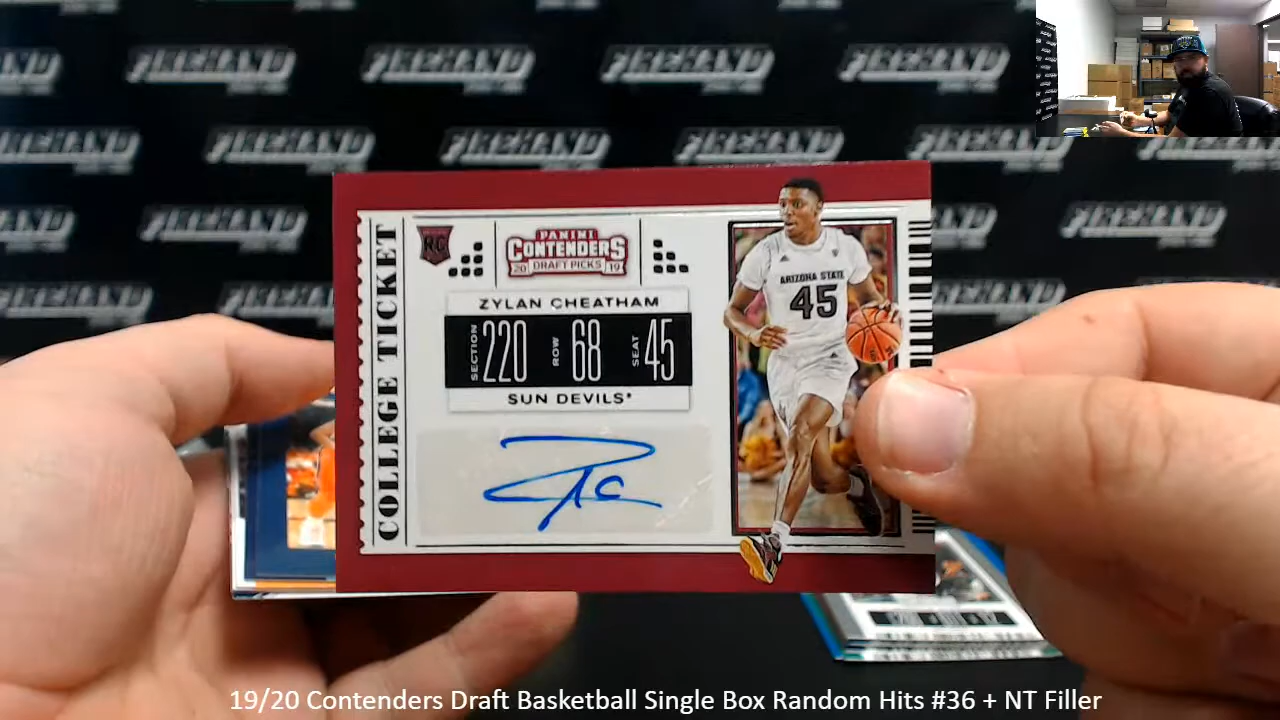 FIREHAND
COLLEGE TICKET
RC
PANINI
CONTENDERS
20 DRAFT PICKS 19
ZYLAN CHEATHAM
SECTION 220 ROW 68 SEAT 45
SUN DEVILS*
ARIZONA STATE
45
19/20 Contenders Draft Basketball Single Box Random Hits #36 + NT Filler